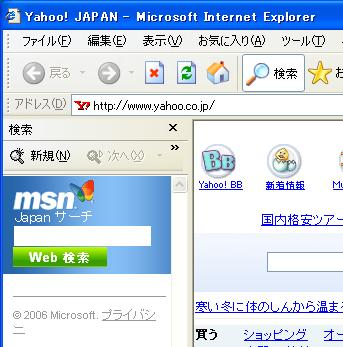 Yahoo! JAPAN - Microsoft Internet Explorer
ファイル(F) 編集(E) 表示(V) お気に入り(A) ツール(T)
戻る 検索 お
アドレス(D) http://www.yahoo.co.jp/
検索
新規(N) 次へ(X)
BB
Yahoo! BB 新着情報 Mu
msn
Japan サーチ
国内格安ツアー
Web 検索
© 2006 Microsoft. プライバシ
ー
寒い冬に体のしんから温まる
買う ショッピング オーク